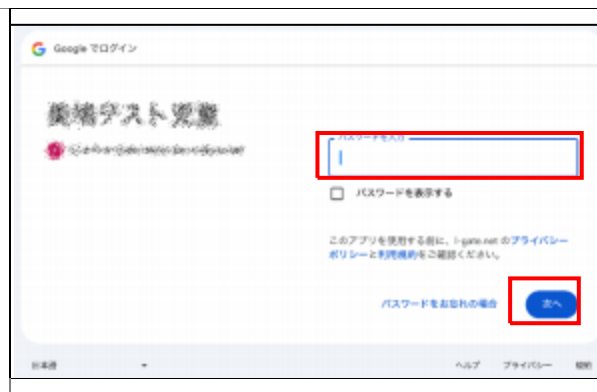 Google でログイン
パスワードを入力
パスワードを表示する
このアプリを使用する前に、i-gate.net のプライバシー
ポリシーと利用規約をご確認ください。
パスワードをお忘れの場合
次へ
日本語
ヘルプ
プライバシー
規約